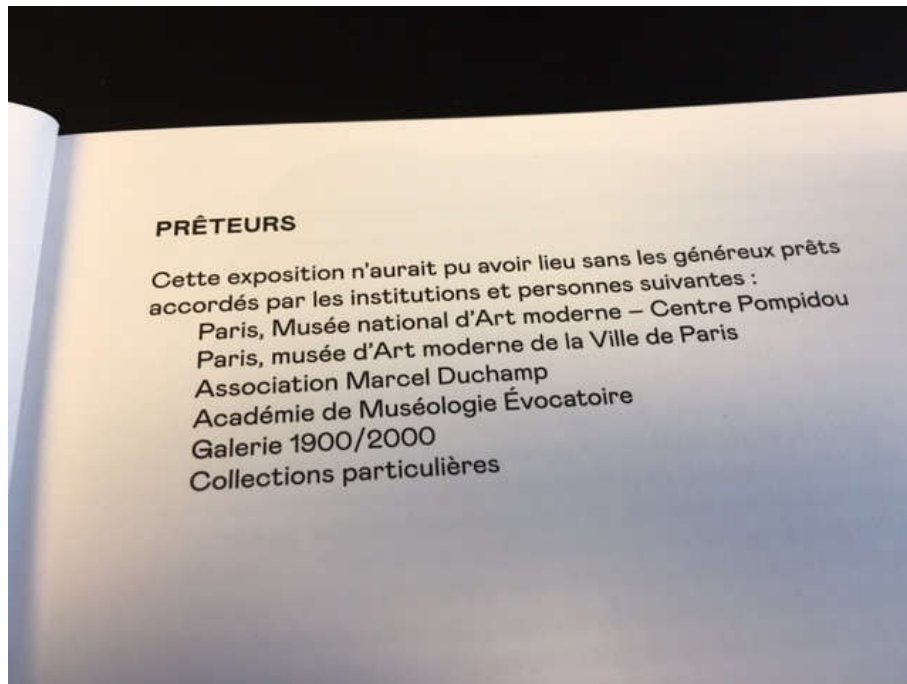 PRÊTEURS
Cette exposition n'aurait pu avoir lieu sans les généreux prêts
accordés par les institutions et personnes suivantes :
Paris, Musée national d'Art moderne – Centre Pompidou
Paris, musée d'Art moderne de la Ville de Paris
Association Marcel Duchamp
Académie de Muséologie Évocatoire
Galerie 1900/2000
Collections particulières